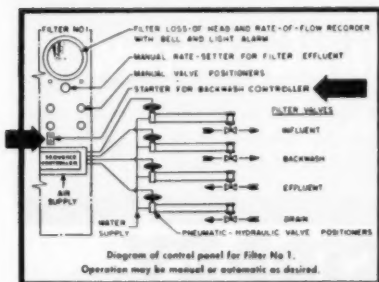 FILTER NO 1
FILTER LOSS-OF HEAD AND RATE-OF-FLOW RECORDER
WITH BELL AND LIGHT ALARM
MANUAL RATE-SETTER FOR FILTER EFFLUENT
MANUAL VALVE POSITIONERS
STARTER FOR BACKWASH CONTROLLER
FILTER VALVES
INFLUENT
SEQUENCE
CONTROLLER
BACKWASH
AIR
SUPPLY
EFFLUENT
WATER
SUPPLY
DRAIN
PNEUMATIC-HYDRAULIC VALVE POSITIONERS
Diagram of control panel for Filter No 1.
Operation may be manual or automatic as desired.